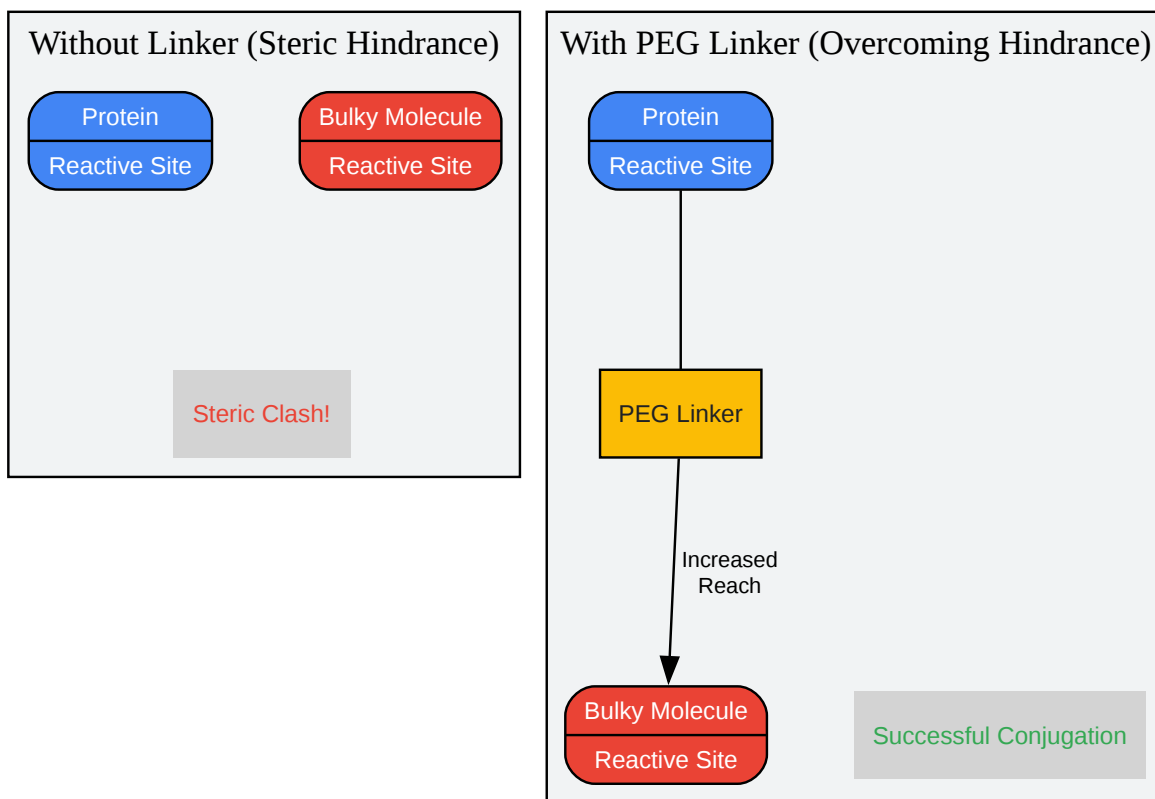 Without Linker (Steric Hindrance)
Protein
Reactive Site
Bulky Molecule
Reactive Site
Steric Clash!
With PEG Linker (Overcoming Hindrance)
Protein
Reactive Site
PEG Linker
Increased
Reach
Bulky Molecule
Reactive Site
Successful Conjugation